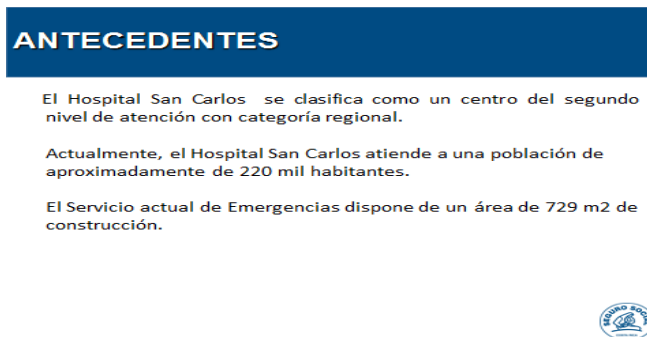 ANTECEDENTES
El Hospital San Carlos se clasifica como un centro del segundo
nivel de atención con categoría regional.
Actualmente, el Hospital San Carlos atiende a una población de
aproximadamente de 220 mil habitantes.
El Servicio actual de Emergencias dispone de un área de 729 m2 de
construcción.